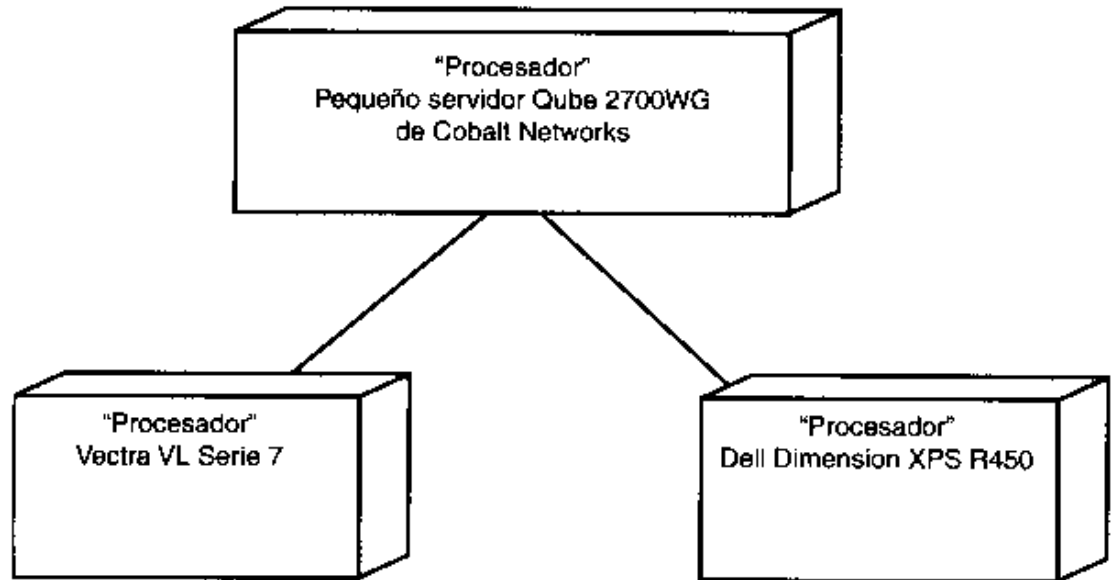 "Procesador"
Pequeño servidor Qube 2700WG
de Cobalt Networks
"Procesador"
Vectra VL Serie 7
"Procesador"
Dell Dimension XPS R450